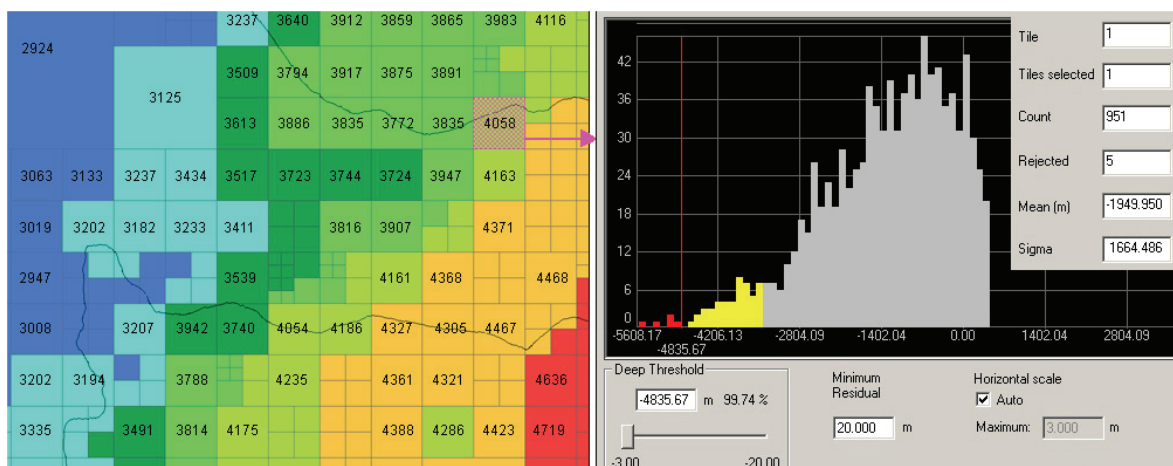 3237 3640 3912 3859 3865 3983 4116
2924
3509 3794 3917 3875 3891
3125
3613 3886 3835 3772 3835 4058
3063 3133 3237 3434 3517 3723 3744 3724 3947 4163
3019 3202 3182 3233 3411 3816 3907 4371
2947 3539 4161 4368 4468
3008 3207 3942 3740 4054 4186 4327 4305 4467
3202 3194 3788 4235 4361 4321 4636
3335 3491 3814 4175 4388 4286 4423 4719
42
36
30
24
18
12
6
0
-5608.17 -4206.13 -2804.09 -1402.04 0.00 1402.04 2804.09
-4835.67
Tile 1
Tiles selected 1
Count 951
Rejected 5
Mean (m) -1949.950
Sigma 1664.486
Deep Threshold
-4835.67 m 99.74 %
-3.00 -20.00
Minimum
Residual
20.000 m
Horizontal scale
Auto
Maximum: 3.000 m